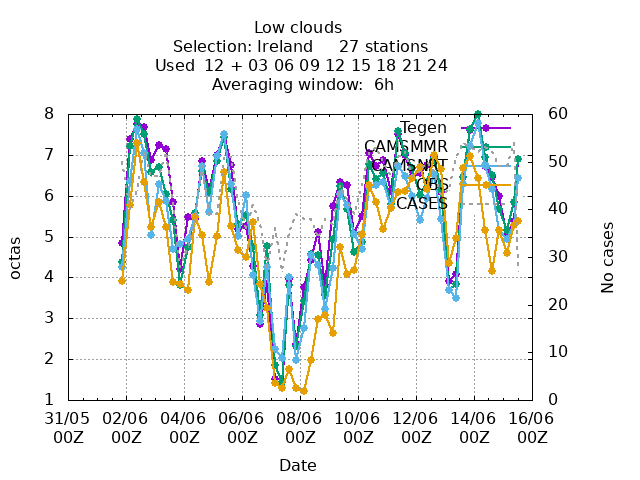 Low clouds
Selection: Ireland     27 stations
Used  12 + 03 06 09 12 15 18 21 24
Averaging window:  6h
8
7
6
5
4
3
2
1
octas
60
50
40
30
20
10
0
No cases
Tegen
CAMSMMR
CAMSNRT
OBS
CASES
31/05 02/06 04/06 06/06 08/06 10/06 12/06 14/06 16/06
00Z 00Z 00Z 00Z 00Z 00Z 00Z 00Z 00Z
Date